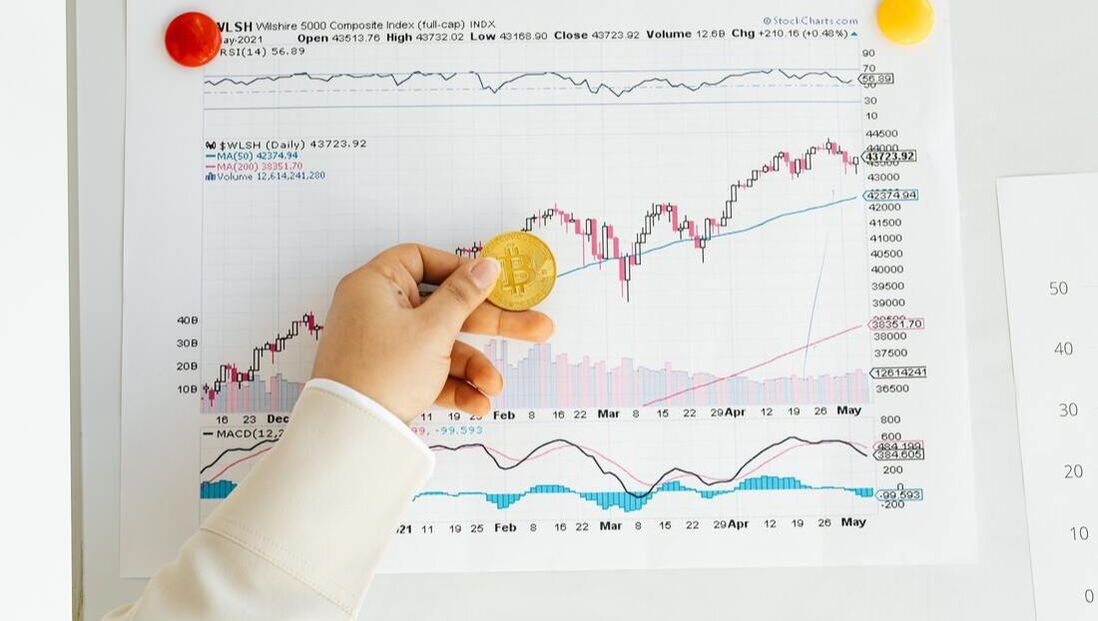 WLSH Wilshire 5000 Composite Index (full-cap) INDX
© StockCharts.com
ay-2021
Open 43513.76 High 43732.02 Low 43168.90 Close 43723.92 Volume 12.6B Chg +210.16 (+0.48%)
RSI(14) 56.89
90
70
56.89
50
30
10
$WLSH (Daily) 43723.92
MA(50) 42374.94
MA(200) 38351.70
Volume 12,614,241,280
44500
44000
43723.92
43000
42374.94
42000
41500
41000
40500
40000
39500
39000
38351.70
38000
37500
12614241
36500
40B
30B
20B
10B
16 23 Dec 11 19 25 Feb 8 16 22 Mar 8 15 22 29 Apr 12 19 26 May
MACD(12,2 99, -99.593
800
600
484.199
384.605
200
0
-99.593
-200
21 11 19 25 Feb 8 16 22 Mar 8 15 22 29 Apr 12 19 26 May
50
40
30
20
10
0